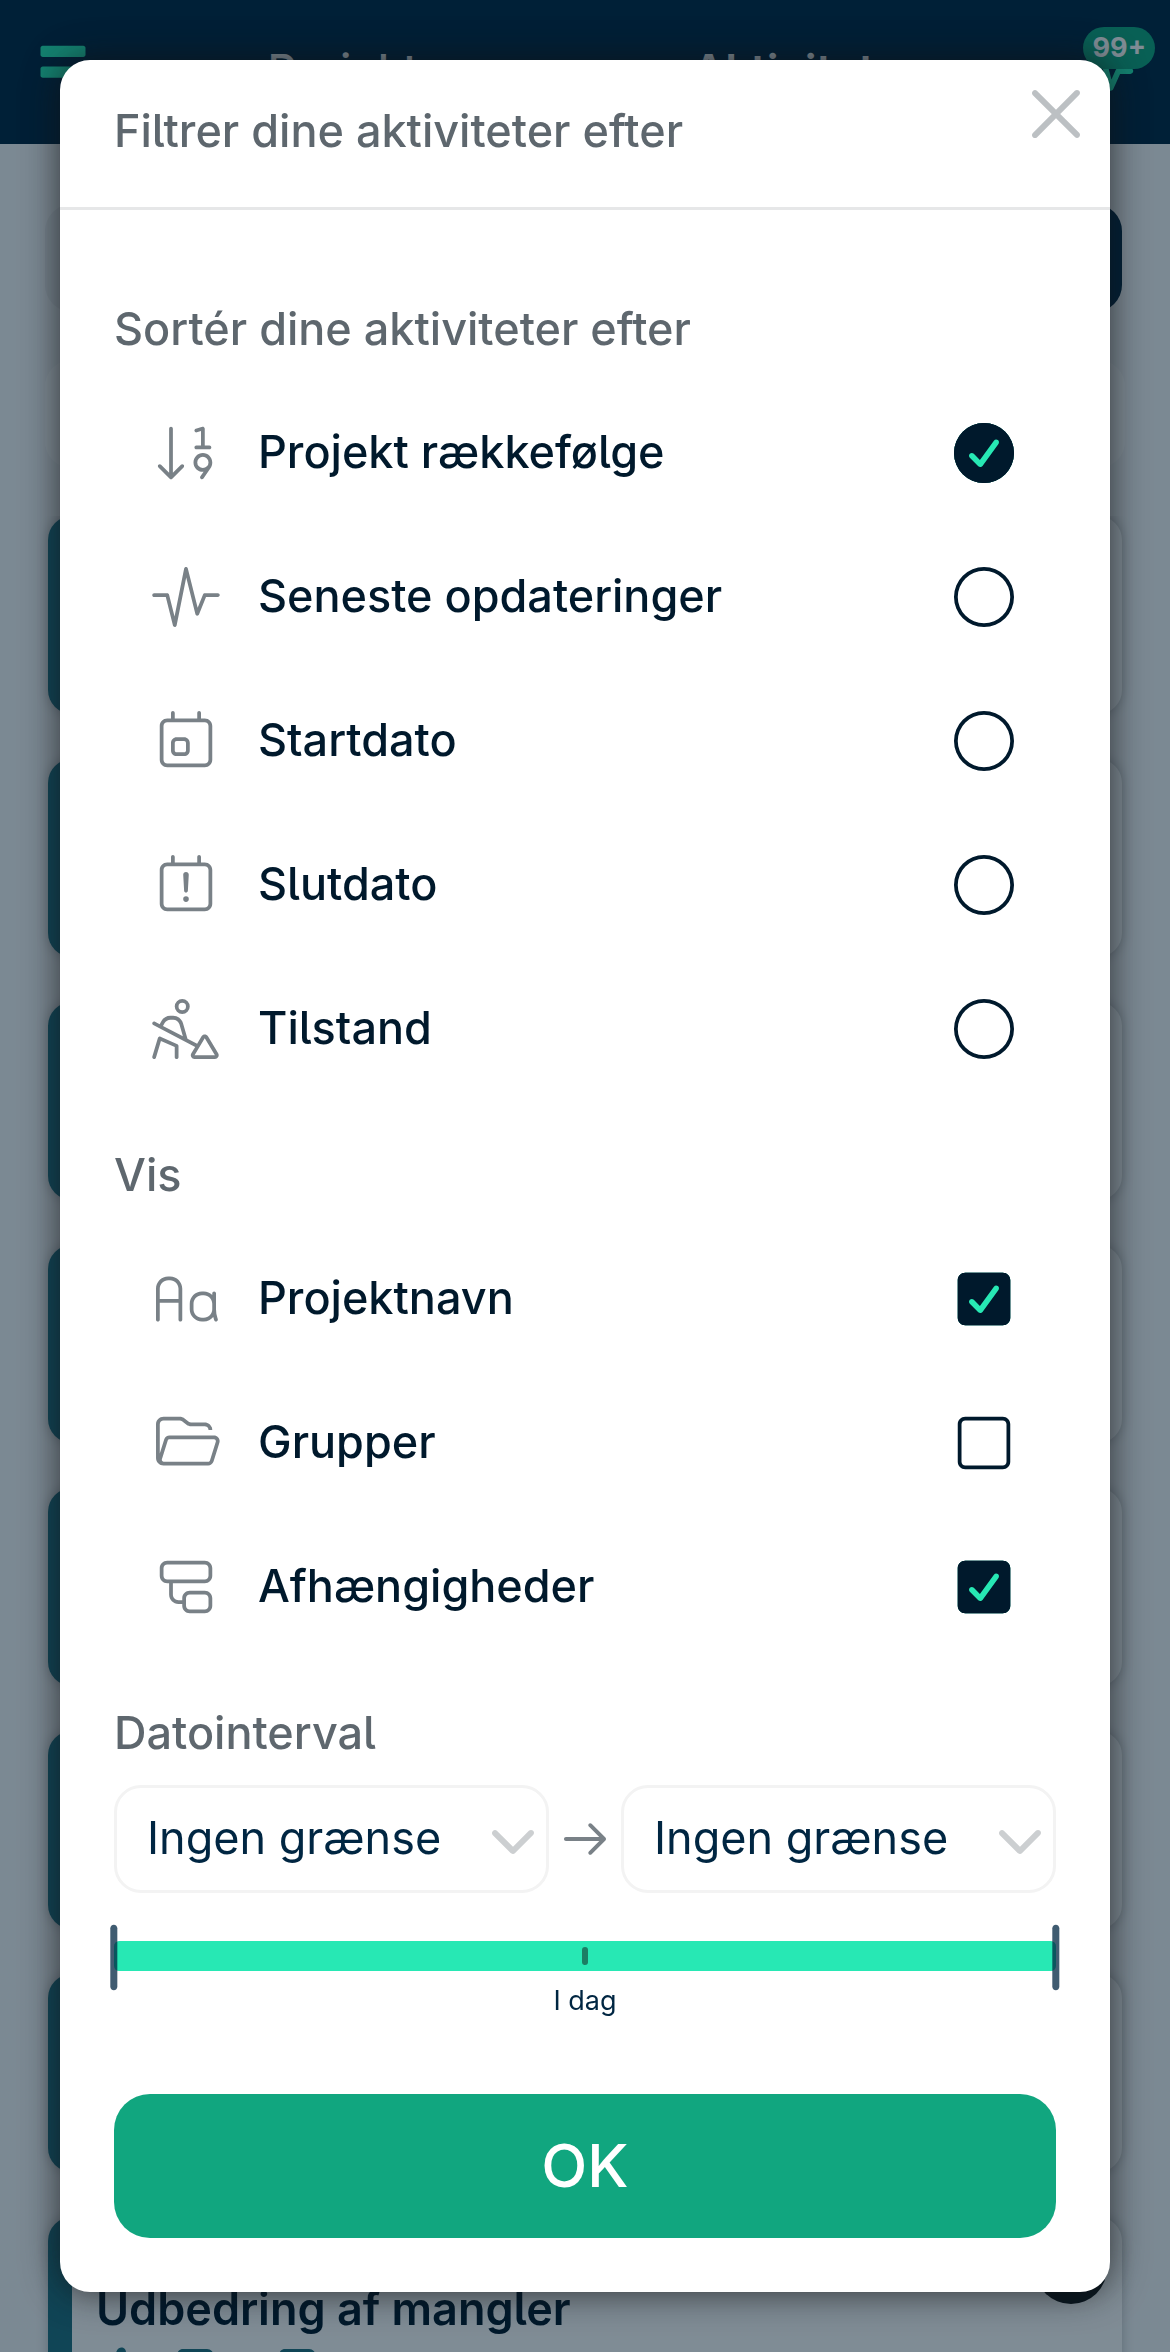 99+
Filtrer dine aktiviteter efter
Sortér dine aktiviteter efter
Projekt rækkefølge
Seneste opdateringer
Startdato
Slutdato
Tilstand
Vis
Projektnavn
Grupper
Afhængigheder
Datointerval
Ingen grænse → Ingen grænse
I dag
OK
Udbedring af mangler